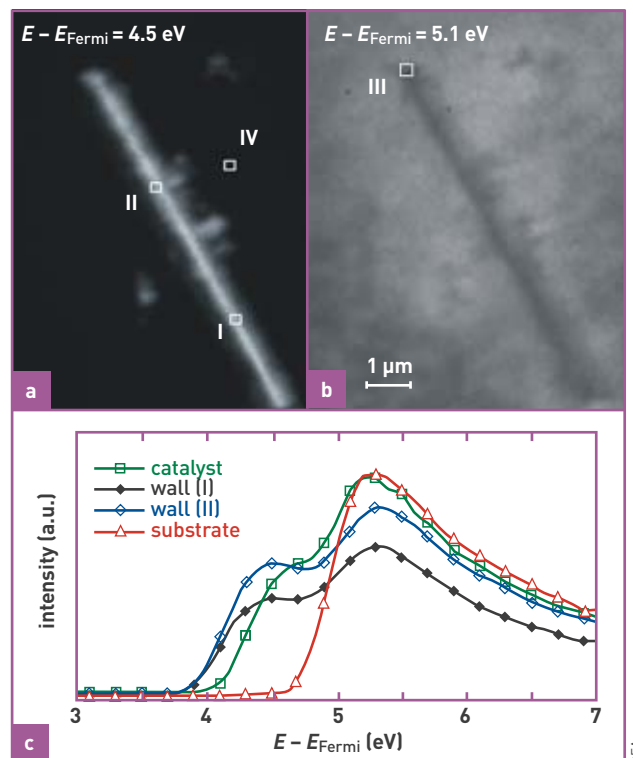 E – EFermi = 4.5 eV
E – EFermi = 5.1 eV
III
IV
II
I
1 µm
a
b
catalyst
wall (I)
wall (II)
substrate
intensity (a.u.)
3 4 5 6 7
E – EFermi (eV)
c